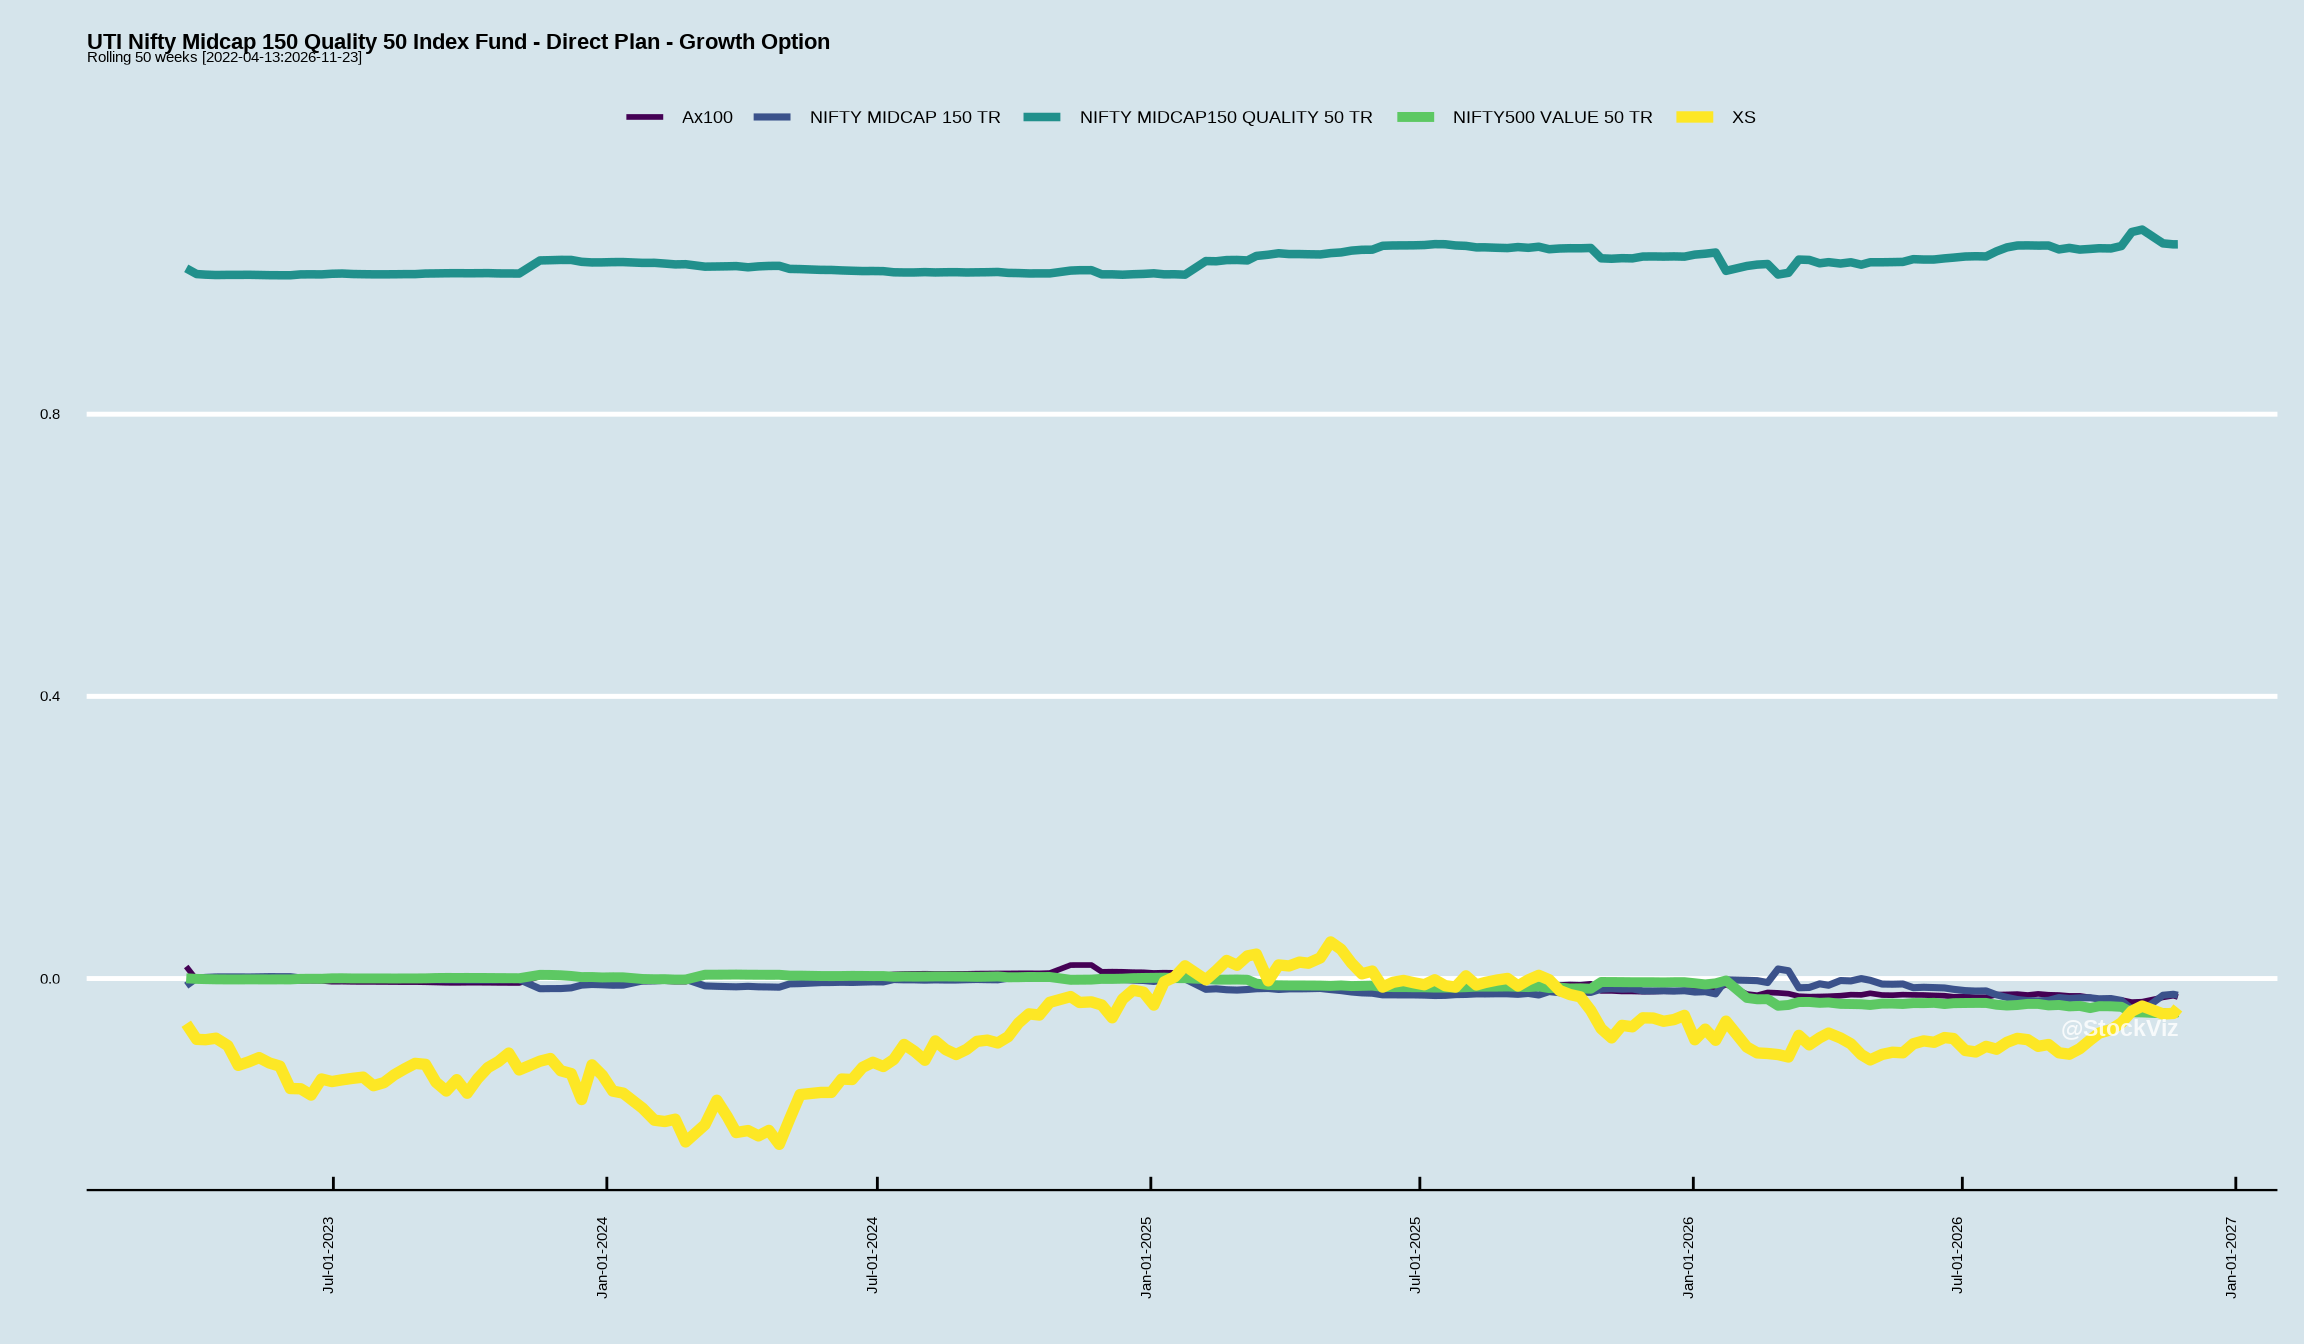 UTI Nifty Midcap 150 Quality 50 Index Fund - Direct Plan - Growth Option
Rolling 50 weeks [2022-04-13:2026-11-23]
Ax100 NIFTY MIDCAP 150 TR NIFTY MIDCAP150 QUALITY 50 TR NIFTY500 VALUE 50 TR XS
0.8
0.4
0.0
@StockViz
Jul-01-2023 Jan-01-2024 Jul-01-2024 Jan-01-2025 Jul-01-2025 Jan-01-2026 Jul-01-2026 Jan-01-2027